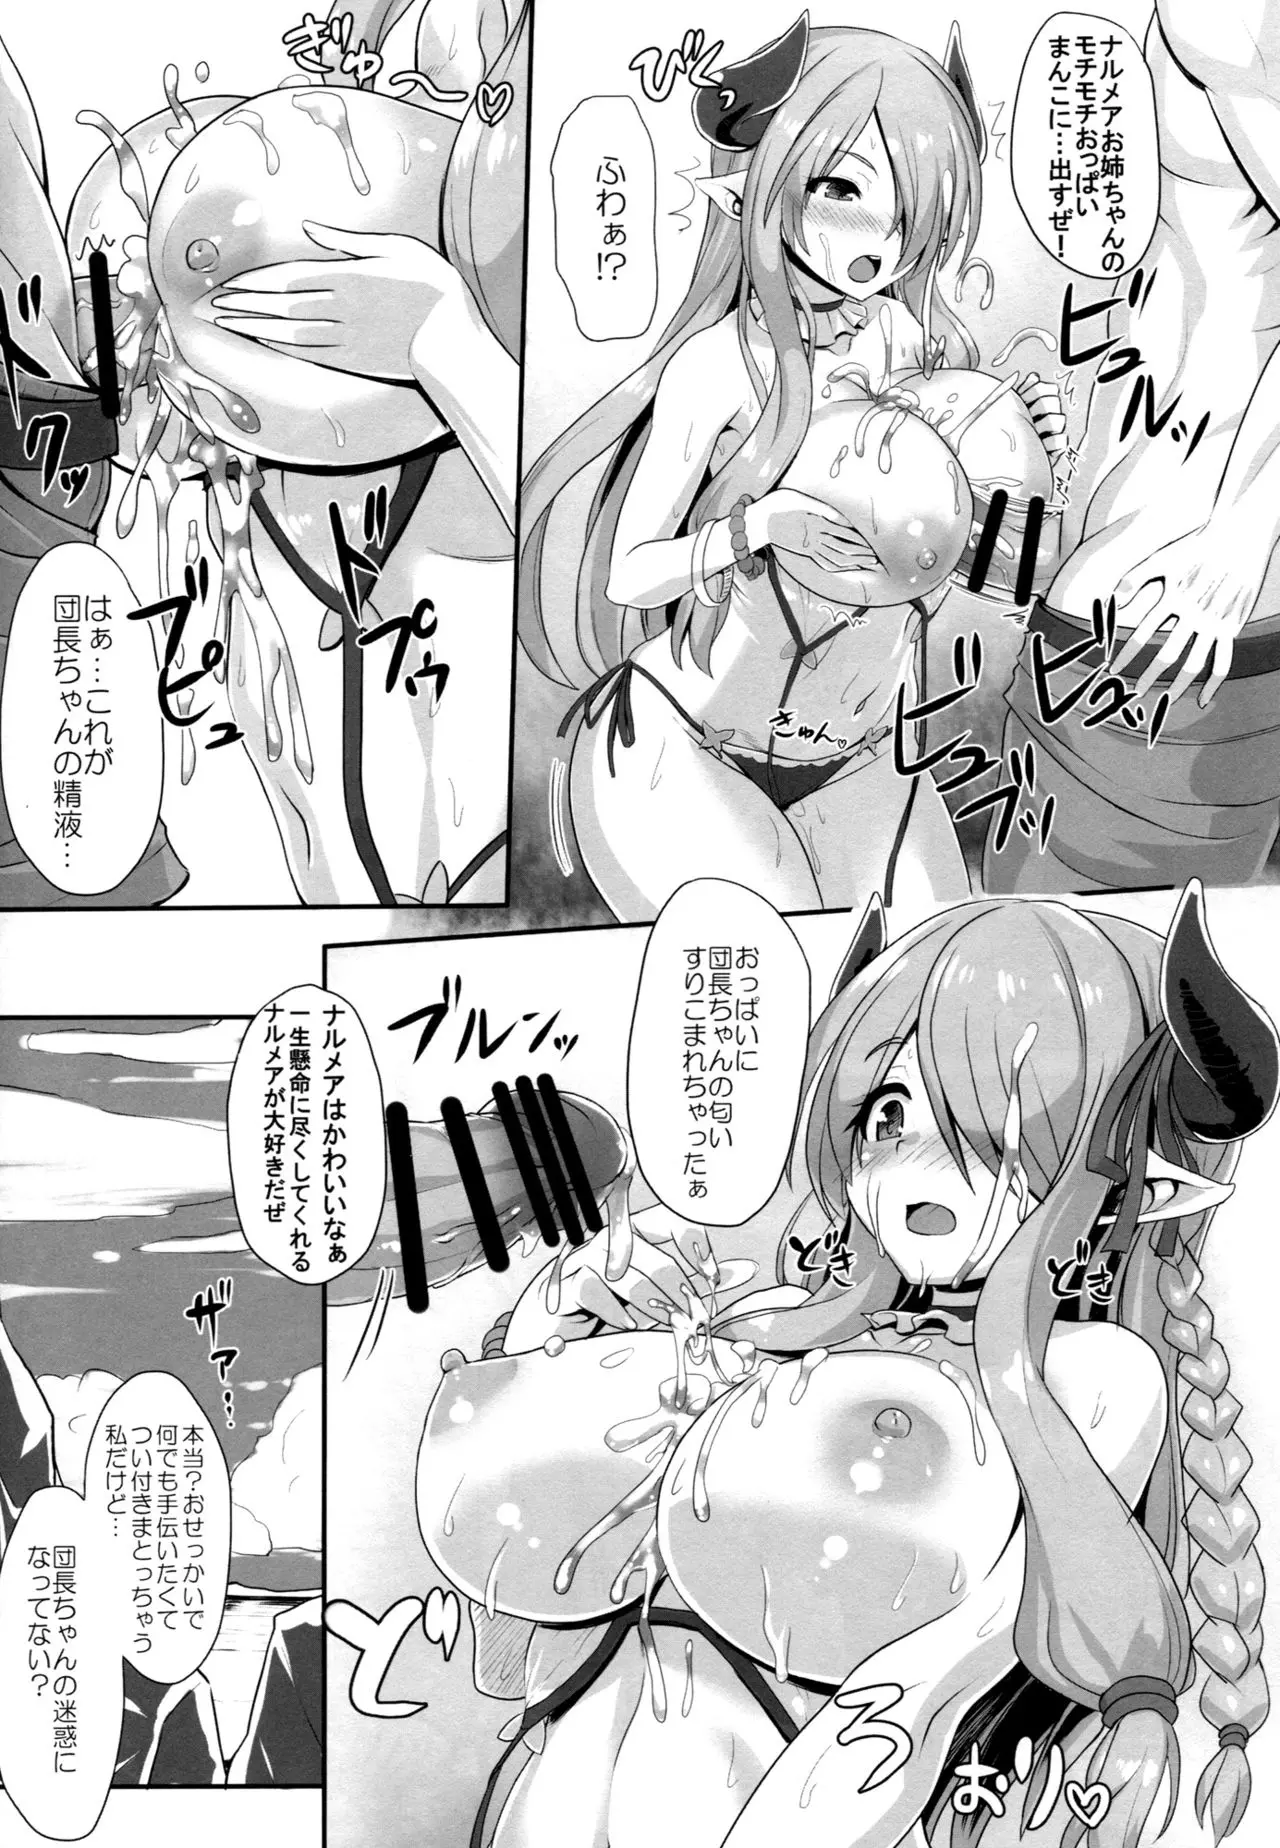 ナルメアお姉ちゃんの
モチモチおっぱい
まんこに…出すぜ!
ビュルッ
びくっ
ふわぁ!?
きゅん♡
ビュッ
ビュブッ
ぎゅ〜♡
ドクッ
ドプゥ
ブピュ
はぁ…これが
団長ちゃんの精液…
おっぱいに
団長ちゃんの匂い
すりこまれちゃったぁ
どき
どき
ブルンッ
ナルメアはかわいいなぁ
一生懸命に尽くしてくれる
ナルメアが大好きだぜ
どろおり♡
ザァ…
本当?おせっかいで
何でも手伝いたくて
つい付きまとっちゃう
私だけど…
団長ちゃんの迷惑に
なってない?